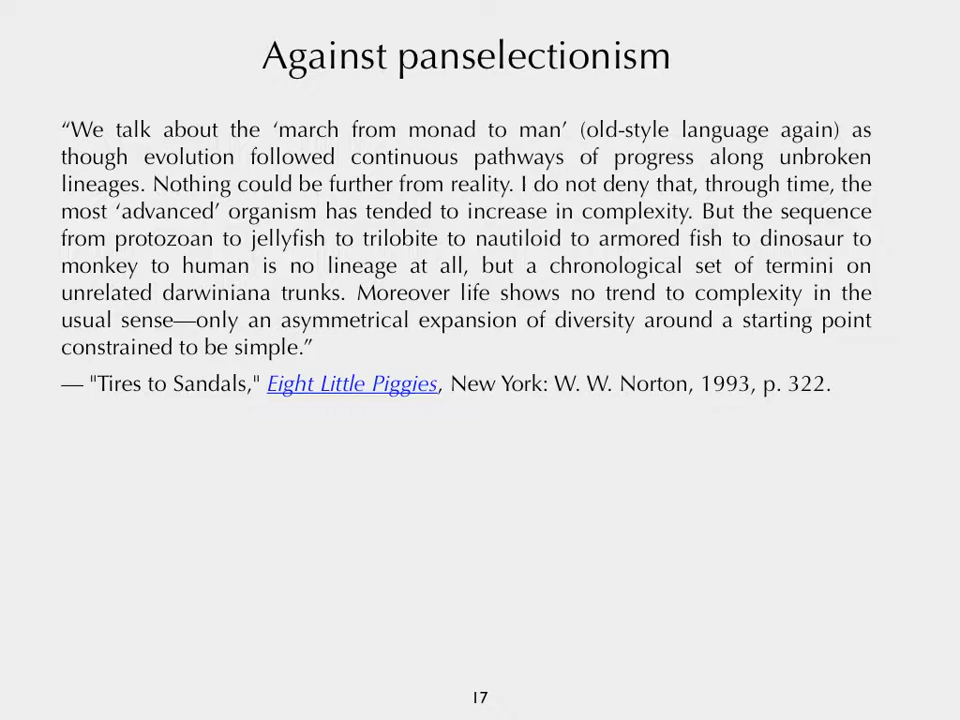 Against panselectionism
“We talk about the ‘march from monad to man’ (old-style language again) as
though evolution followed continuous pathways of progress along unbroken
lineages. Nothing could be further from reality. I do not deny that, through time, the
most ‘advanced’ organism has tended to increase in complexity. But the sequence
from protozoan to jellyfish to trilobite to nautiloid to armored fish to dinosaur to
monkey to human is no lineage at all, but a chronological set of termini on
unrelated darwiniana trunks. Moreover life shows no trend to complexity in the
usual sense—only an asymmetrical expansion of diversity around a starting point
constrained to be simple.”
— "Tires to Sandals," Eight Little Piggies, New York: W. W. Norton, 1993, p. 322.
17